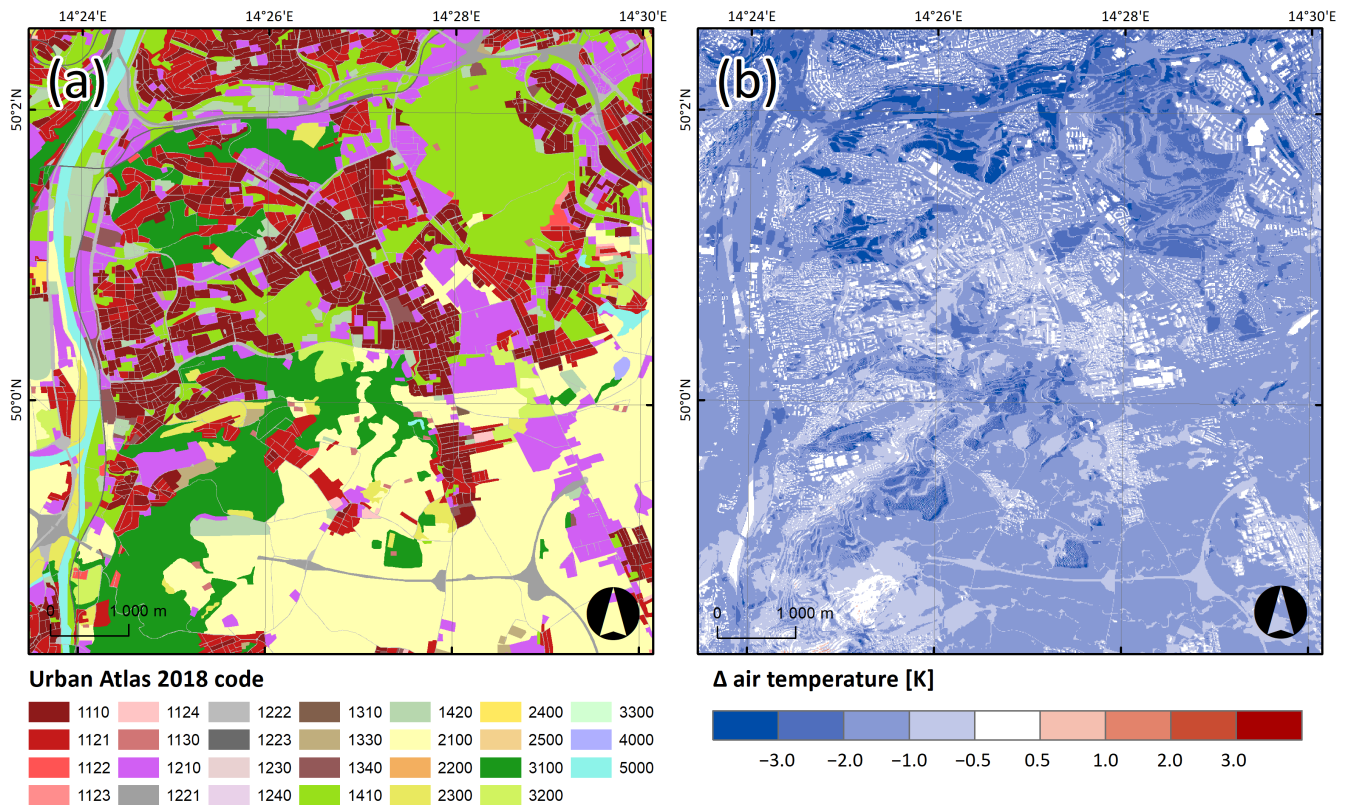 14°24'E 14°26'E 14°28'E 14°30'E 14°24'E 14°26'E 14°28'E 14°30'E
(a) (b)
50°2'N 50°2'N
50°0'N 50°0'N
0 1 000 m 0 1 000 m
Urban Atlas 2018 code Δ air temperature [K]
1110 1124 1222 1310 1420 2400 3300
1121 1130 1223 1330 2100 2500 4000
1122 1210 1230 1340 2200 3100 5000
1123 1221 1240 1410 2300 3200
−3.0 −2.0 −1.0 −0.5 0.5 1.0 2.0 3.0